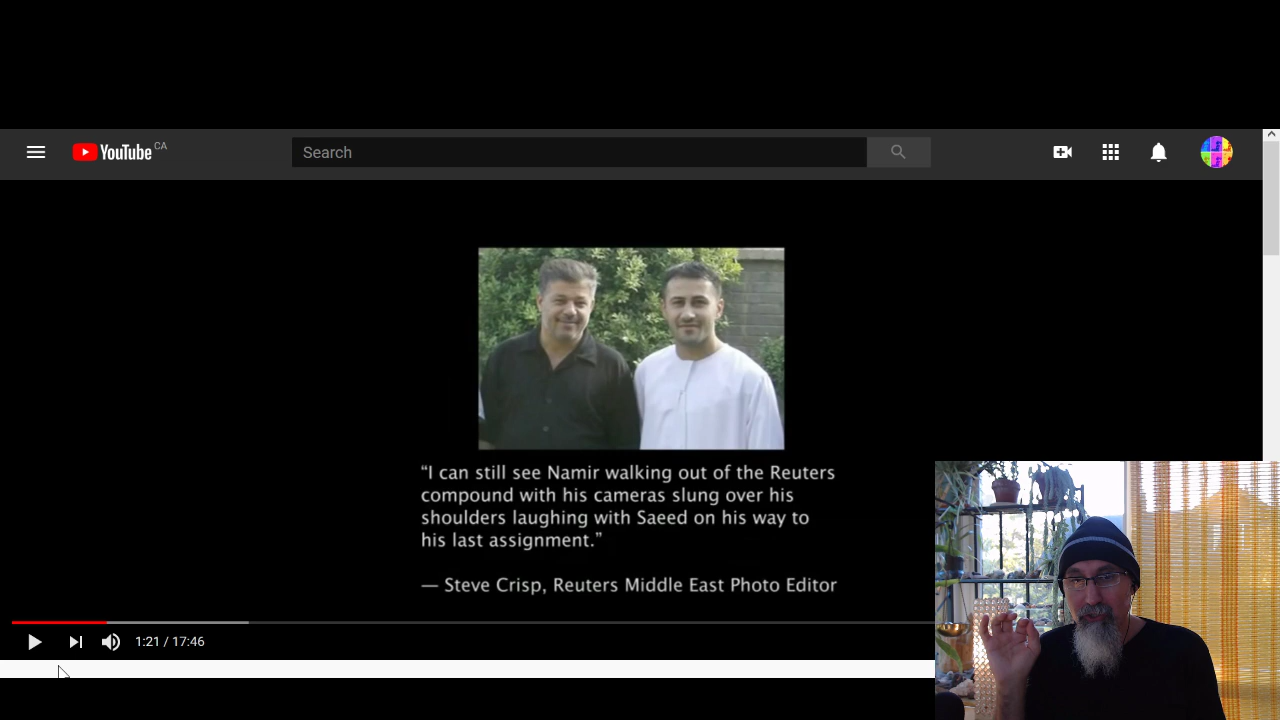 YouTube CA
Search
“I can still see Namir walking out of the Reuters
compound with his cameras slung over his
shoulders laughing with Saeed on his way to
his last assignment.”
— Steve Crisp, Reuters Middle East Photo Editor
1:21 / 17:46